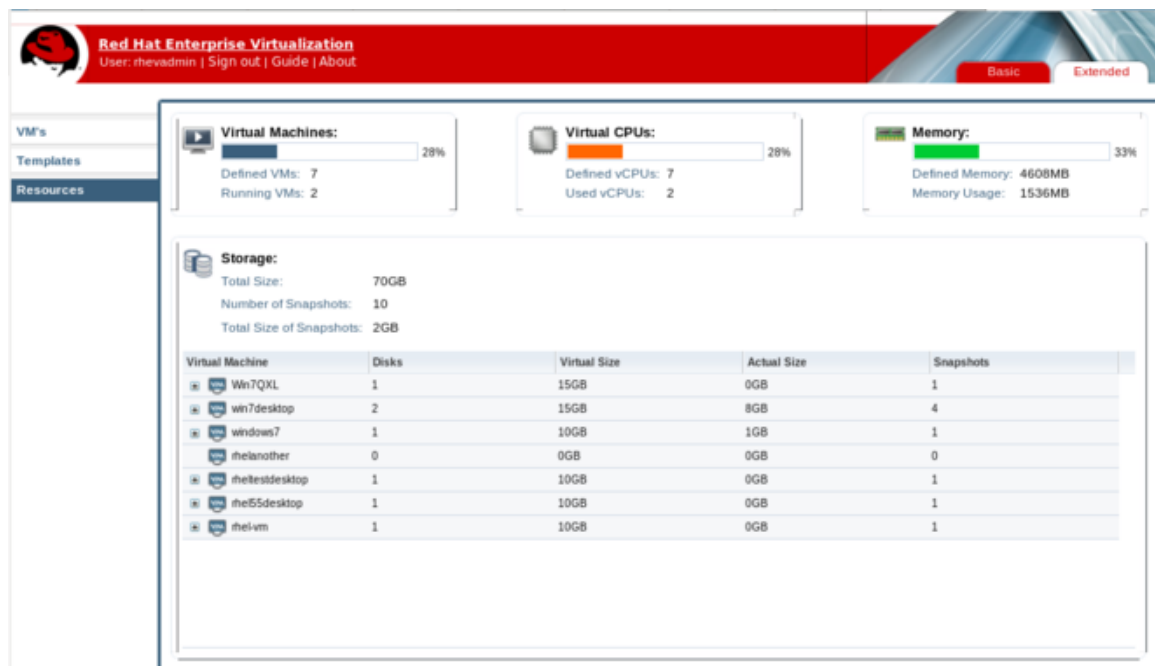 Red Hat Enterprise Virtualization
User: rhevadmin | Sign out | Guide | About
Basic
Extended
VM's
Templates
Resources
Virtual Machines:
28%
Defined VMs: 7
Running VMs: 2
Virtual CPUs:
28%
Defined vCPUs: 7
Used vCPUs: 2
Memory:
33%
Defined Memory: 4608MB
Memory Usage: 1536MB
Storage:
Total Size: 70GB
Number of Snapshots: 10
Total Size of Snapshots: 2GB
Virtual Machine Disks Virtual Size Actual Size Snapshots
Win7QXL 1 15GB 0GB 1
win7desktop 2 15GB 8GB 4
windows7 1 10GB 1GB 1
rhelanother 0 0GB 0GB 0
rheltestdesktop 1 10GB 0GB 1
rhel55desktop 1 10GB 0GB 1
rhel-vm 1 10GB 0GB 1